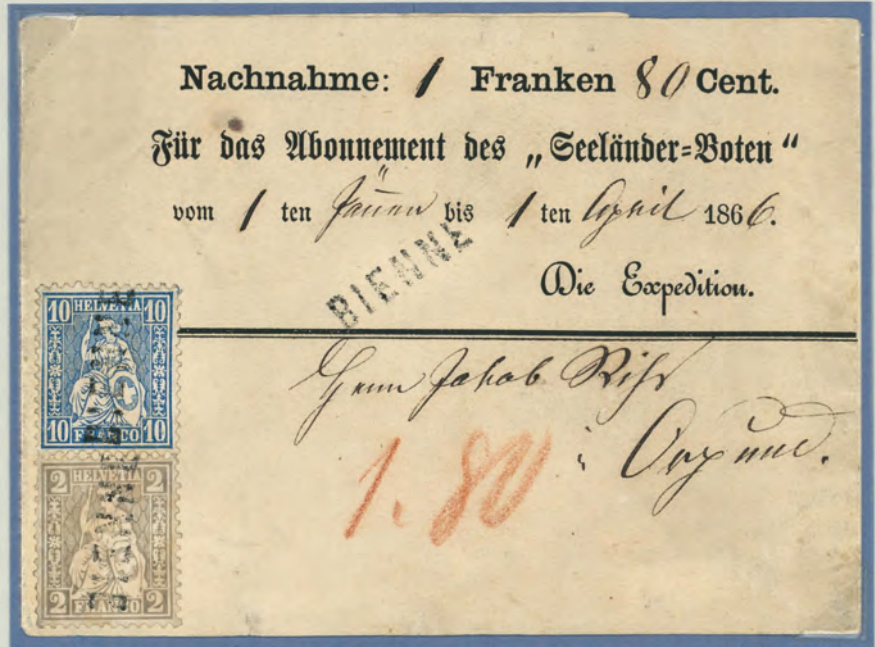 Nachnahme: 1 Franken 80 Cent.
Für das Abonnement des „Seeländer-Boten“
vom 1 ten Jänner bis 1 ten April 1866.
BIENNE
Die Expedition.
10 HELVETIA 10
10 FRANCO 10
Herrn Jakob
1.80
Orpund.
2 HELVETIA 2
2 FRANCO 2